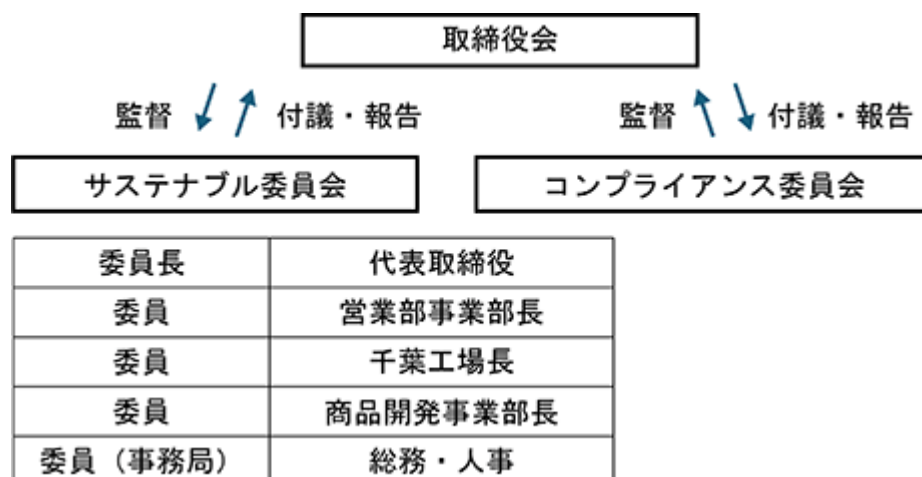 取締役会
監督 付議・報告 監督 付議・報告
サステナブル委員会 コンプライアンス委員会
委員長 代表取締役
委員 営業部事業部長
委員 千葉工場長
委員 商品開発事業部長
委員（事務局） 総務・人事